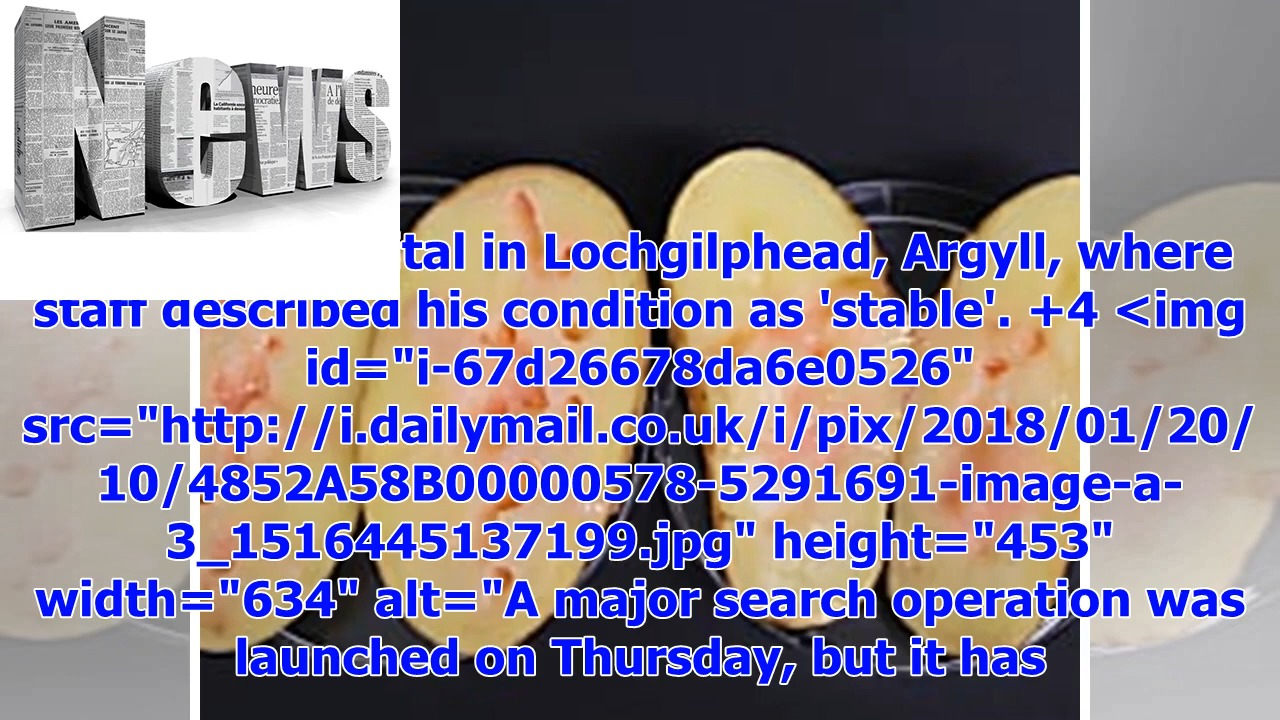 News
ital in Lochgilphead, Argyll, where
staff described his condition as 'stable'. +4 <img
id="i-67d26678da6e0526"
src="http://i.dailymail.co.uk/i/pix/2018/01/20/
10/4852A58B00000578-5291691-image-a-
3_1516445137199.jpg" height="453"
width="634" alt="A major search operation was
launched on Thursday, but it has